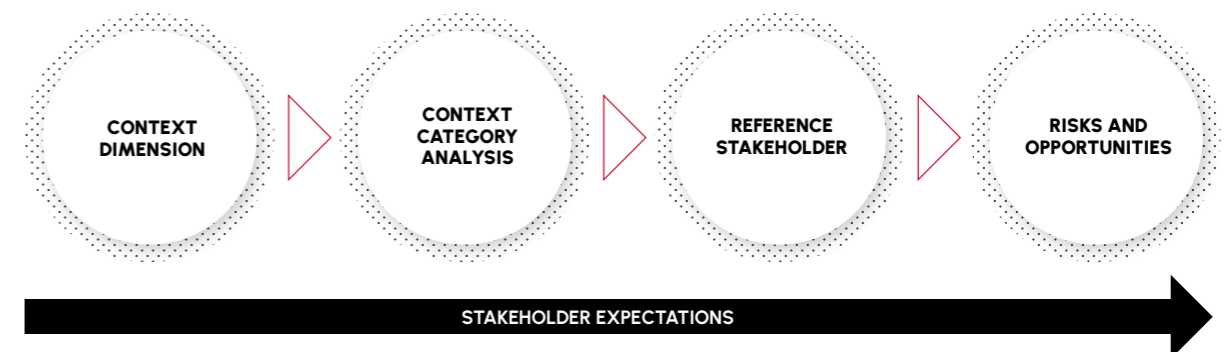 CONTEXT
DIMENSION
CONTEXT
CATEGORY
ANALYSIS
REFERENCE
STAKEHOLDER
RISKS AND
OPPORTUNITIES
STAKEHOLDER EXPECTATIONS